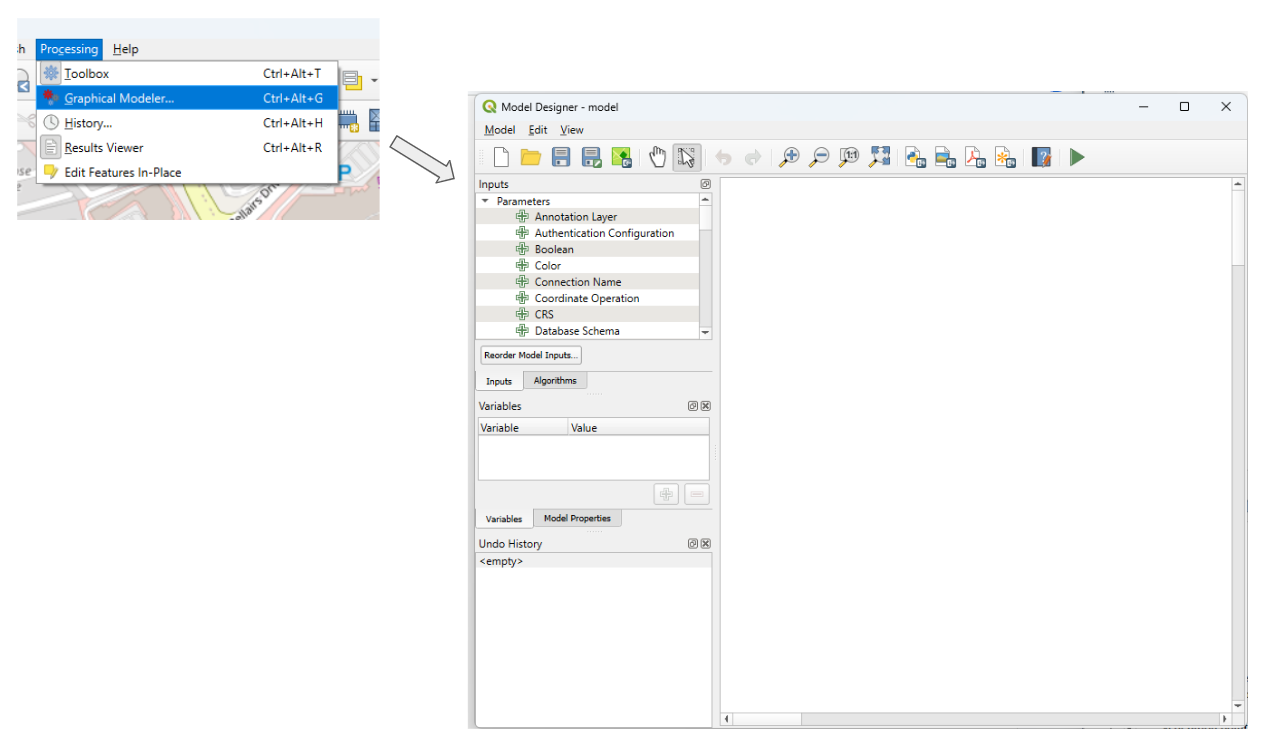 Processing Help
Toolbox Ctrl+Alt+T
Graphical Modeler... Ctrl+Alt+G
History... Ctrl+Alt+H
Results Viewer Ctrl+Alt+R
Edit Features In-Place
P
Model Designer - model
Model Edit View
1:1
Inputs
Parameters
Annotation Layer
Authentication Configuration
Boolean
Color
Connection Name
Coordinate Operation
CRS
Database Schema
Reorder Model Inputs...
Inputs Algorithms
Variables
Variable Value
Variables Model Properties
Undo History
<empty>